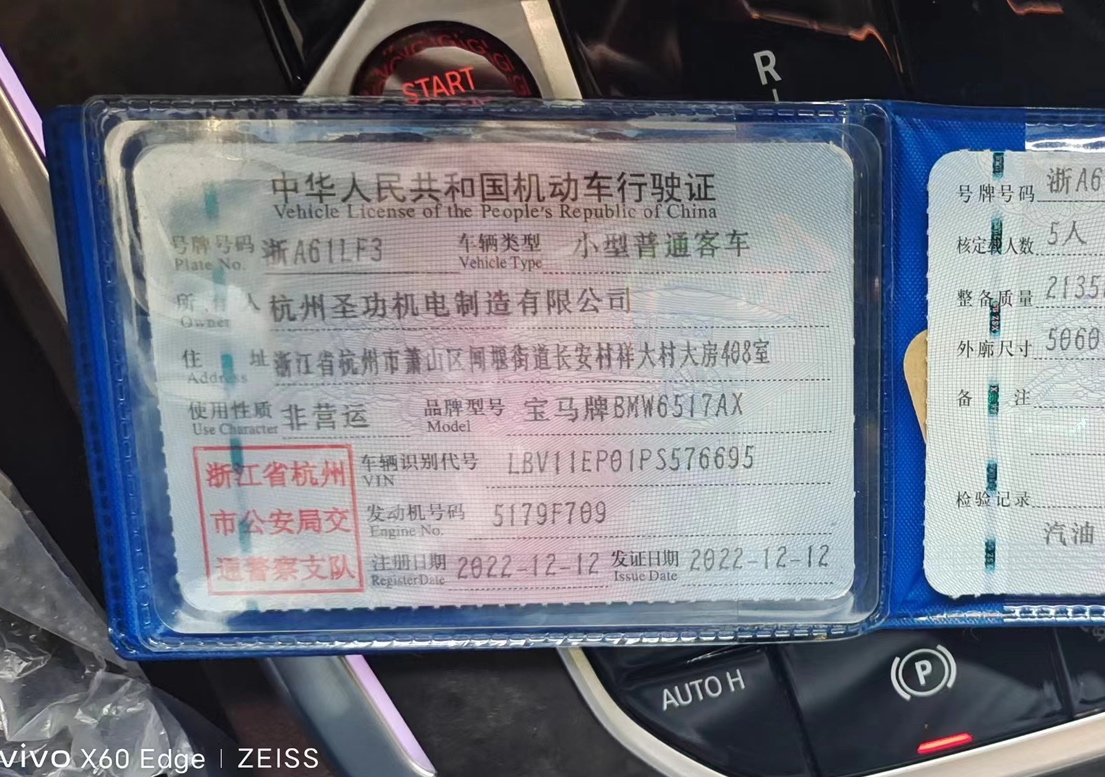 START
R
中华人民共和国机动车行驶证
Vehicle License of the People's Republic of China
号牌号码 浙A61LF3 车辆类型 小型普通客车
Plate No. Vehicle Type
所有人 杭州圣功机电制造有限公司
Owner
住址 浙江省杭州市萧山区闻堰街道长安村祥大村大房408室
Address
使用性质 非营运 品牌型号 宝马牌BMW6517AX
Use Character Model
浙江省杭州
市公安局交
通警察支队
车辆识别代号 LBV11EP01PS576695
VIN
发动机号码 5179F709
Engine No.
注册日期 2022-12-12 发证日期 2022-12-12
Register Date Issue Date
号牌号码 浙A6
核定载人数 5人
整备质量 2135
外廓尺寸 5060
备注
检验记录
汽油
AUTO H
P
vivo X60 Edge | ZEISS